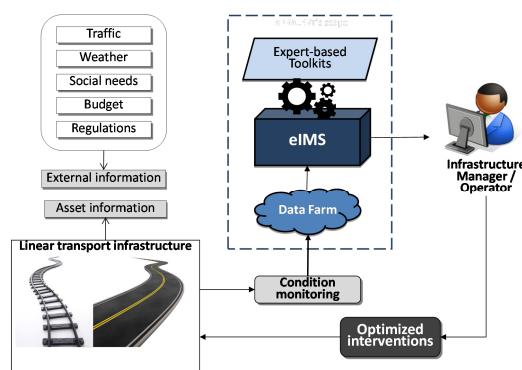 Traffic
Weather
Social needs
Budget
Regulations
External information
Asset information
Linear transport infrastructure
Expert-based
Toolkits
eIMS
Data Farm
Condition
monitoring
Infrastructure
Manager /
Operator
Optimized
interventions